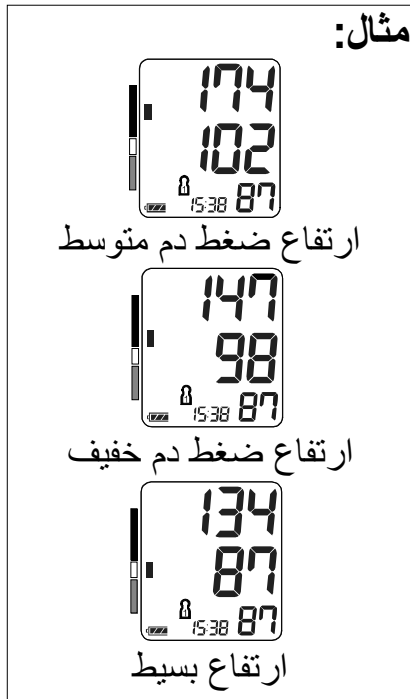 مثال:
174
102
15:38 87
ارتفاع ضغط دم متوسط
147
98
15:38 87
ارتفاع ضغط دم خفيف
134
87
15:38 87
ارتفاع بسيط